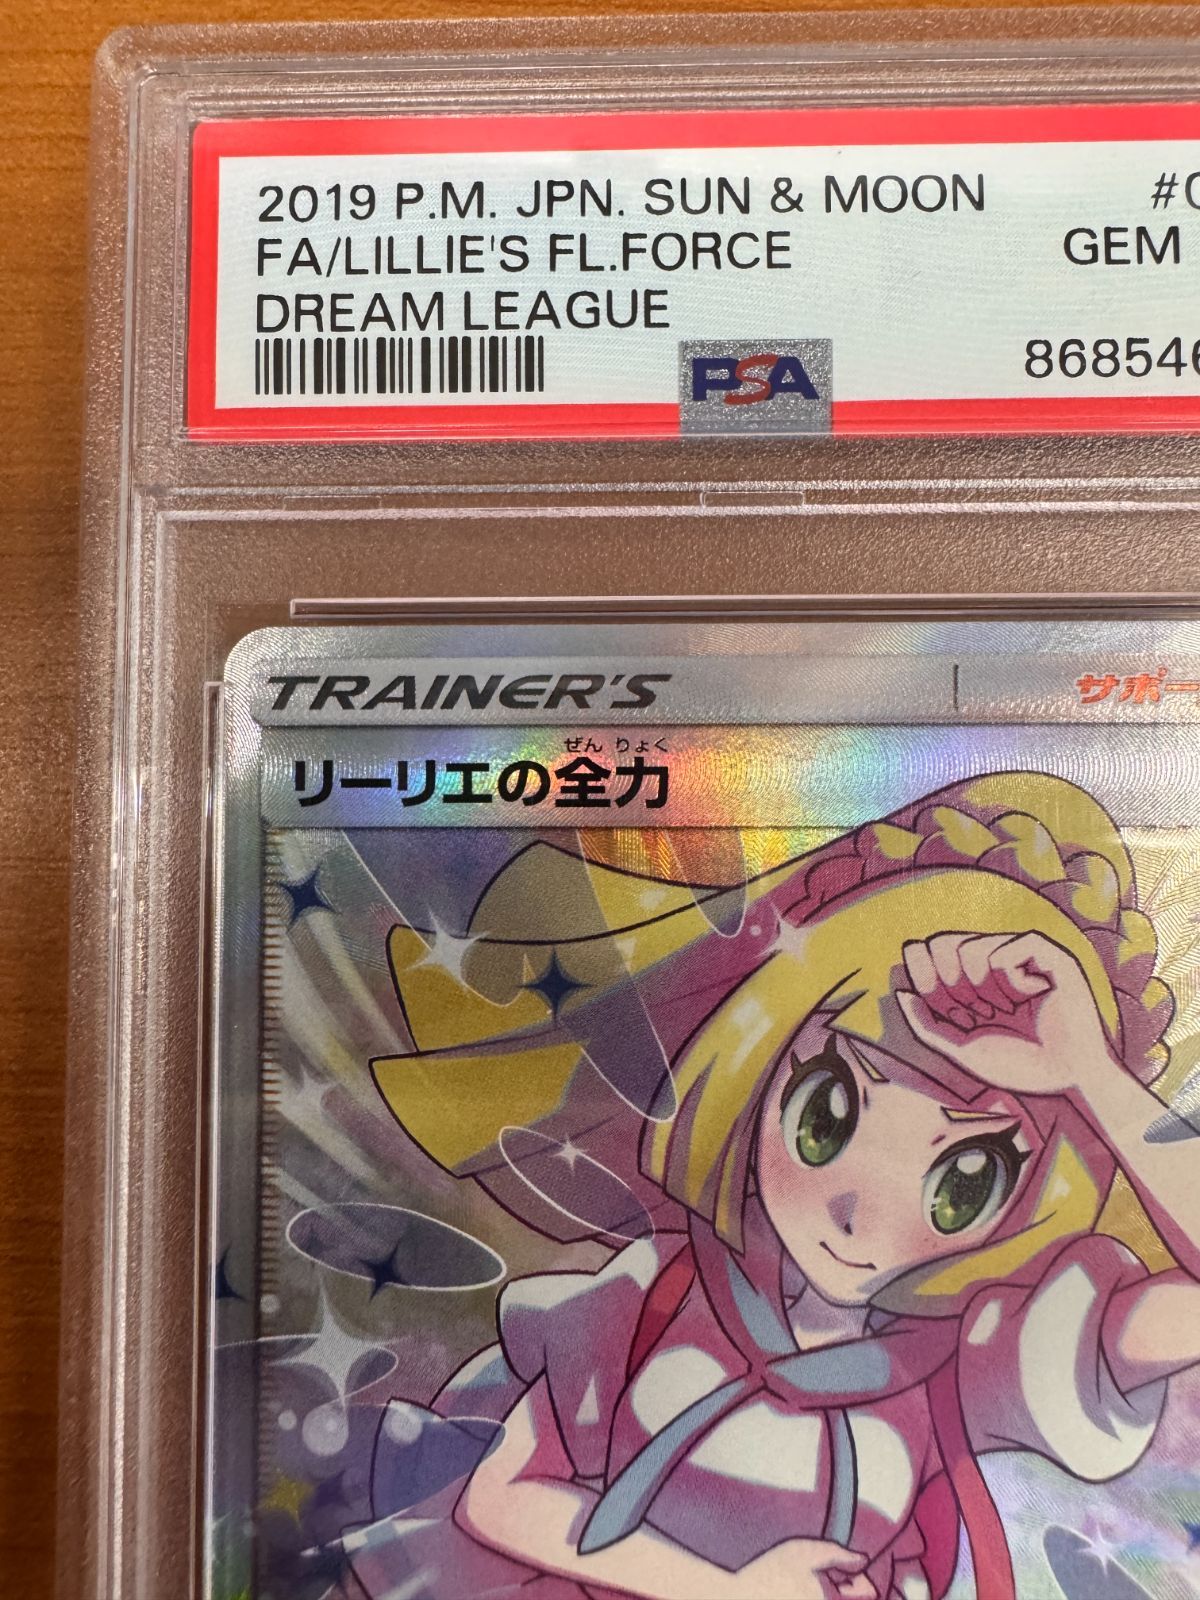 2019 P.M. JPN. SUN & MOON
FA/LILLIE'S FL.FORCE GEM
DREAM LEAGUE
PSA
TRAINER'S
ぜん りょく
リーリエの全力